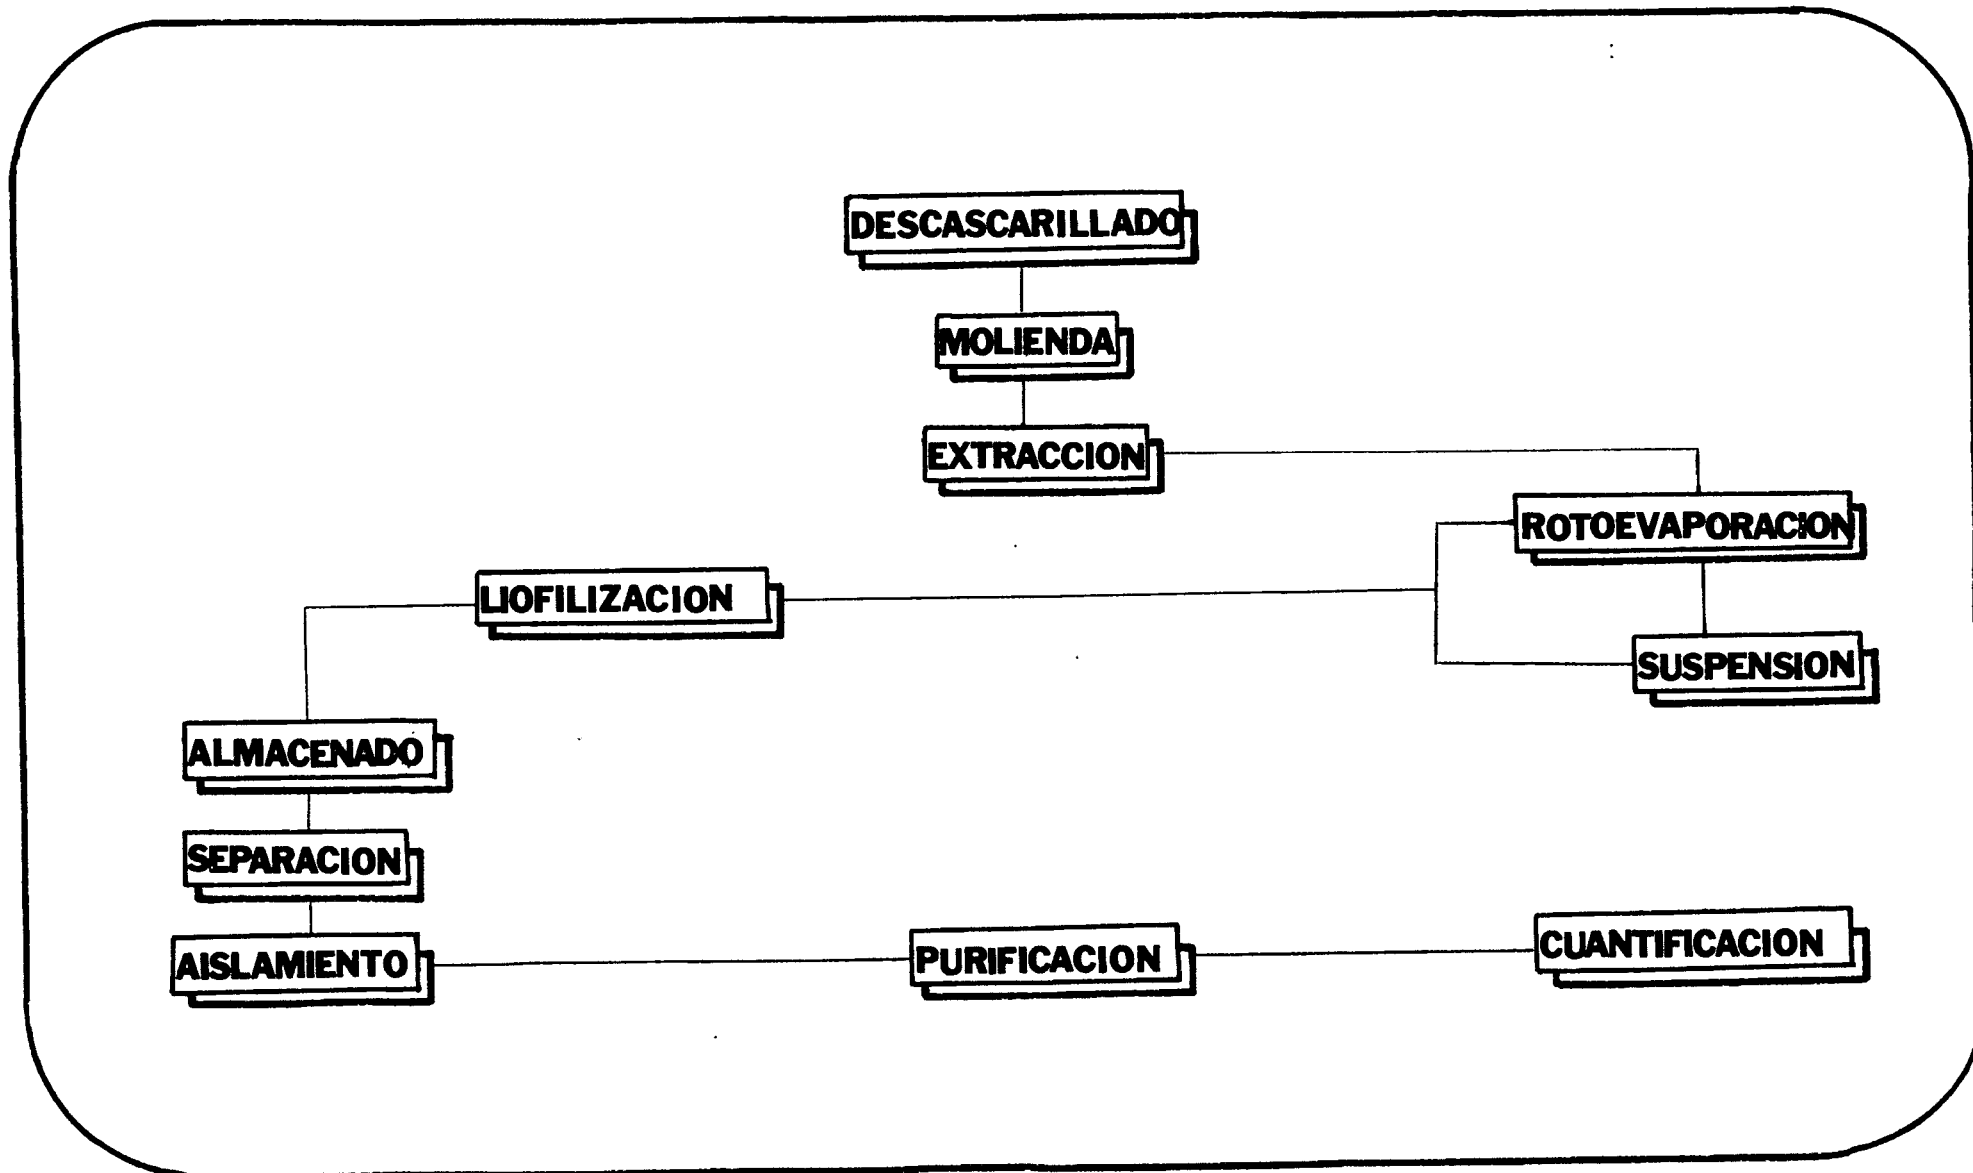 DESCASCARILLADO
MOLIENDA
EXTRACCION
ROTOEVAPORACION
LIOFILIZACION
SUSPENSION
ALMACENADO
SEPARACION
AISLAMIENTO
PURIFICACION
CUANTIFICACION